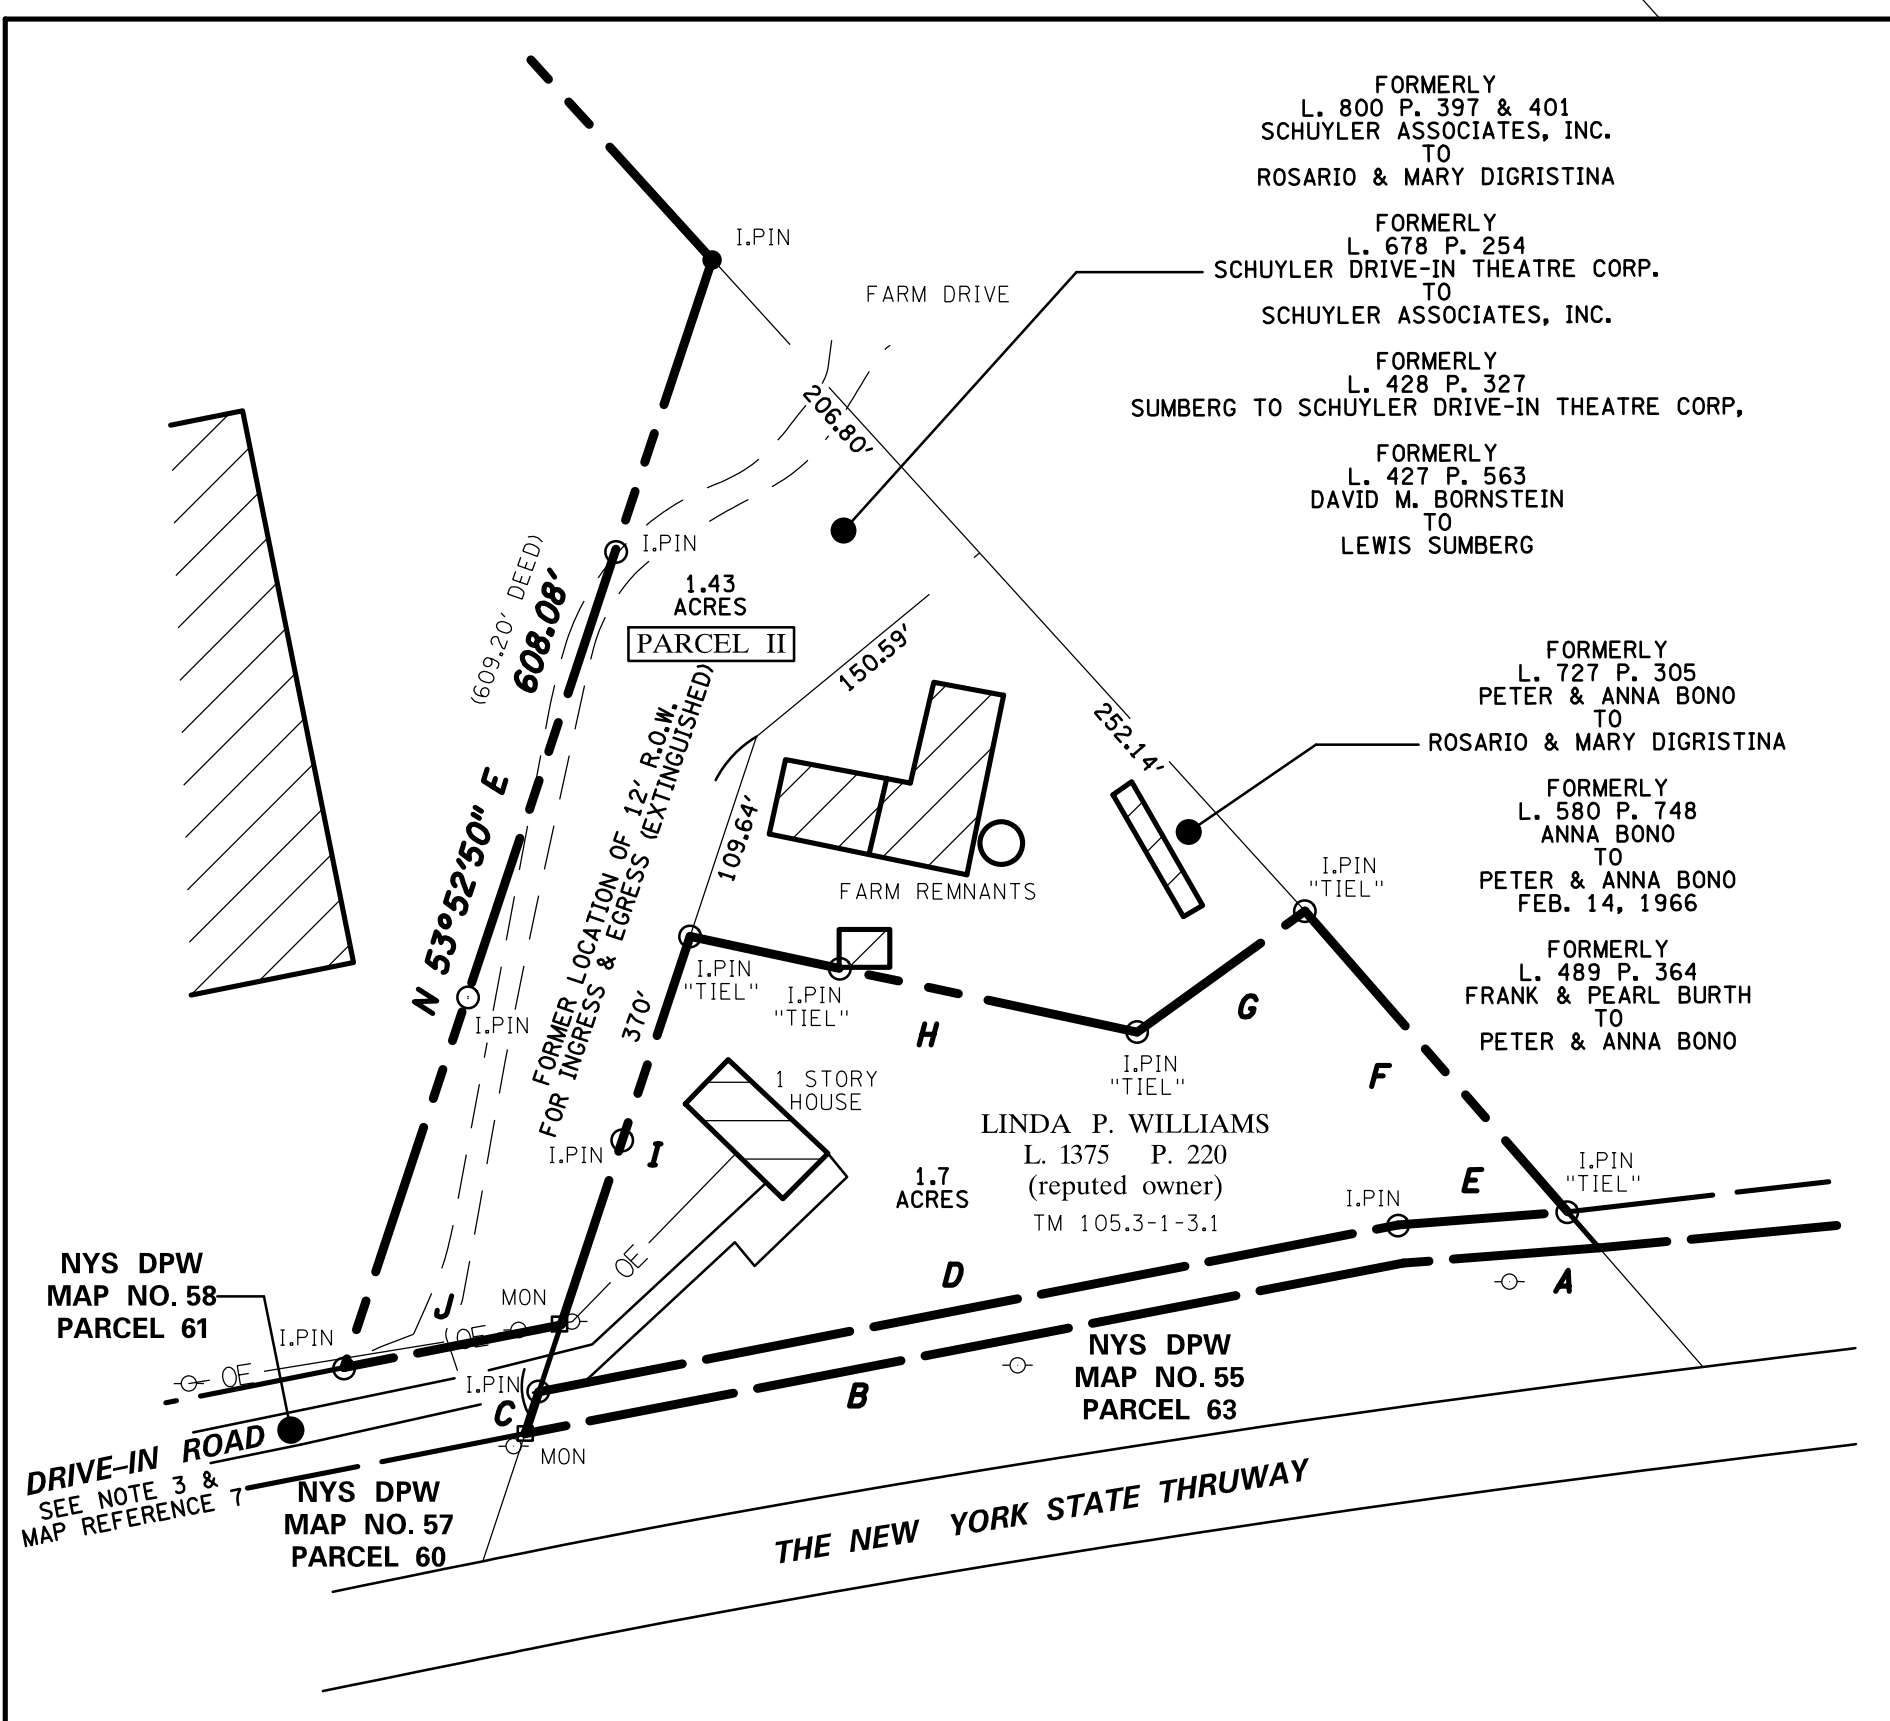 FORMERLY
L. 800 P. 397 & 401
SCHUYLER ASSOCIATES, INC.
TO
ROSARIO & MARY DIGRISTINA
FORMERLY
L. 678 P. 254
SCHUYLER DRIVE-IN THEATRE CORP.
TO
SCHUYLER ASSOCIATES, INC.
FORMERLY
L. 428 P. 327
SUMBERG TO SCHUYLER DRIVE-IN THEATRE CORP,
FORMERLY
L. 427 P. 563
DAVID M. BORNSTEIN
TO
LEWIS SUMBERG
I.PIN
FARM DRIVE
206.80'
I.PIN
(609.20' DEED)
608.08'
N 53°52'50" E
1.43
ACRES
PARCEL II
150.59'
252.14'
109.64'
FORMER LOCATION OF 12' R.O.W.
FOR INGRESS & EGRESS (EXTINGUISHED)
370'
FARM REMNANTS
FORMERLY
L. 727 P. 305
PETER & ANNA BONO
TO
ROSARIO & MARY DIGRISTINA
FORMERLY
L. 580 P. 748
ANNA BONO
TO
PETER & ANNA BONO
FEB. 14, 1966
FORMERLY
L. 489 P. 364
FRANK & PEARL BURTH
TO
PETER & ANNA BONO
I.PIN
"TIEL"
I.PIN
"TIEL"
I.PIN
"TIEL"
I.PIN
H
G
F
I.PIN
"TIEL"
1 STORY
HOUSE
I.PIN
I
LINDA P. WILLIAMS
L. 1375 P. 220
(reputed owner)
TM 105.3-1-3.1
1.7
ACRES
I.PIN
"TIEL"
I.PIN
E
D
A
B
C
J
OE
OE
OE
MON
I.PIN
I.PIN
MON
NYS DPW
MAP NO. 58
PARCEL 61
NYS DPW
MAP NO. 55
PARCEL 63
DRIVE-IN ROAD
SEE NOTE 3 &
MAP REFERENCE 7
NYS DPW
MAP NO. 57
PARCEL 60
THE NEW YORK STATE THRUWAY